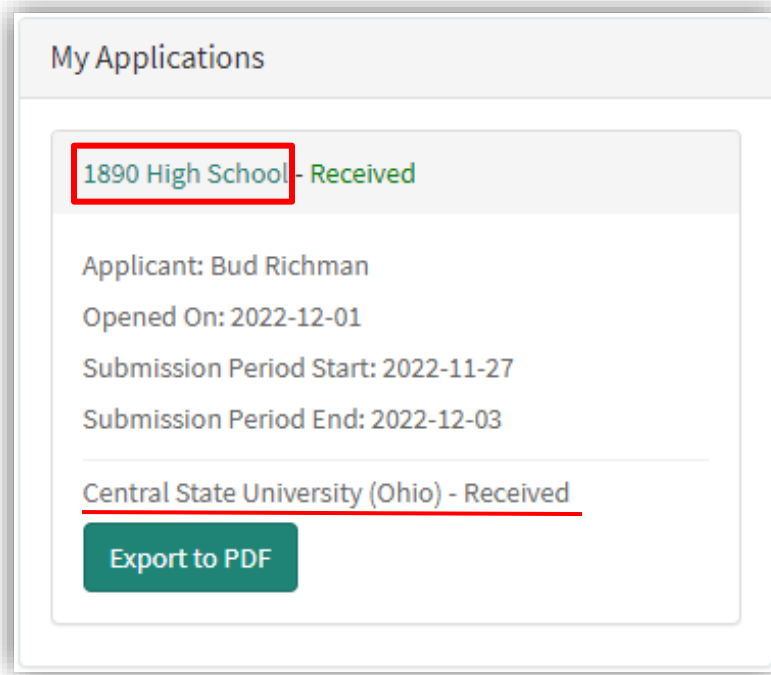 My Applications
1890 High School - Received
Applicant: Bud Richman
Opened On: 2022-12-01
Submission Period Start: 2022-11-27
Submission Period End: 2022-12-03
Central State University (Ohio) - Received
Export to PDF